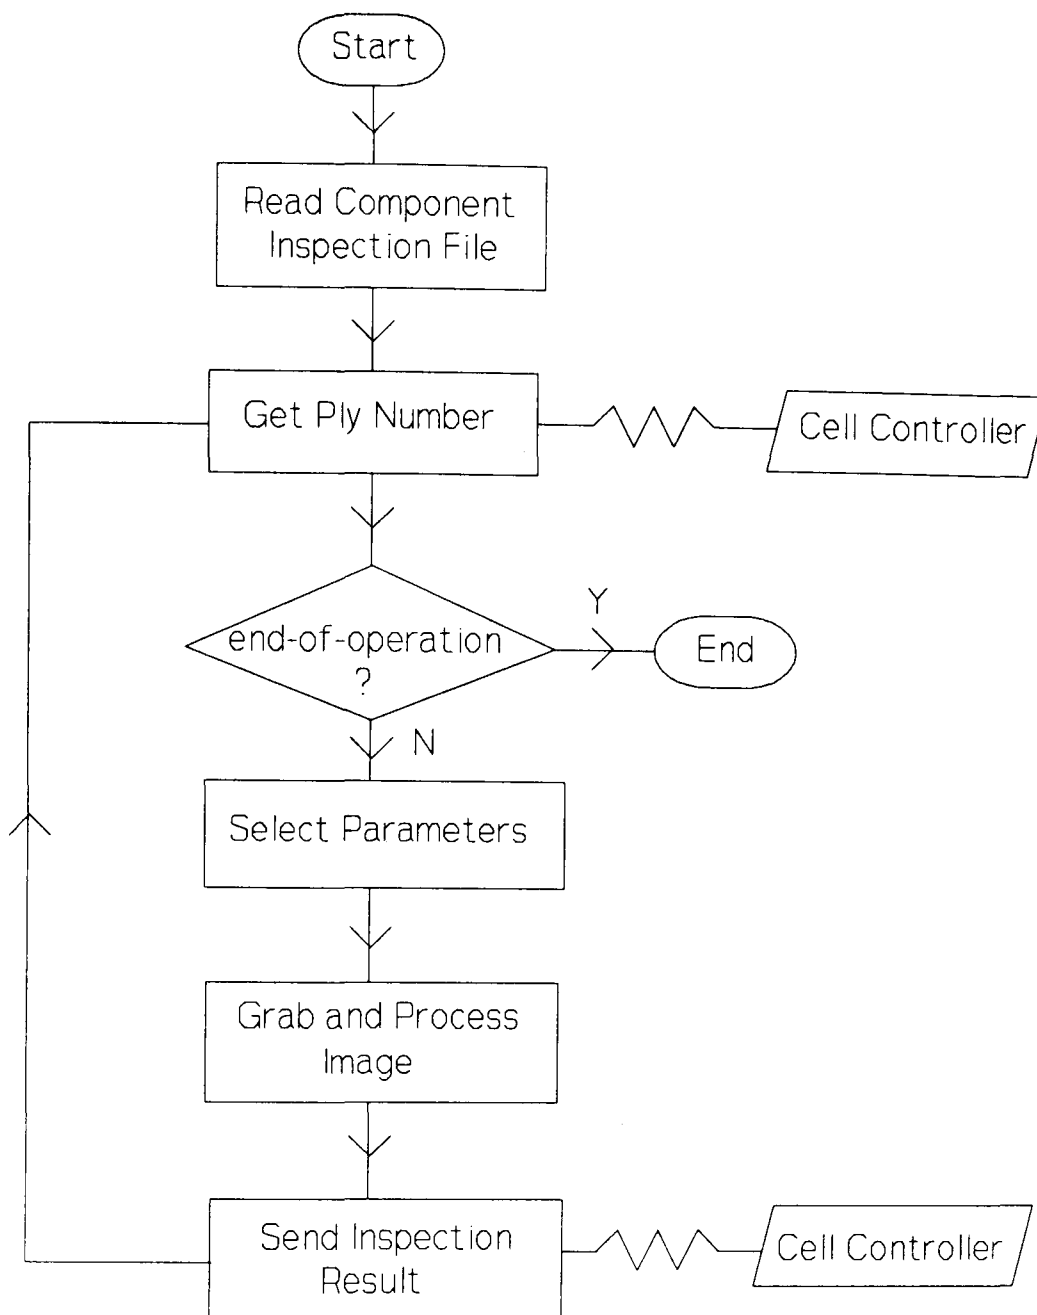 Start
Read Component
Inspection File
Get Ply Number
Cell Controller
end-of-operation
?
Y
End
N
Select Parameters
Grab and Process
Image
Send Inspection
Result
Cell Controller